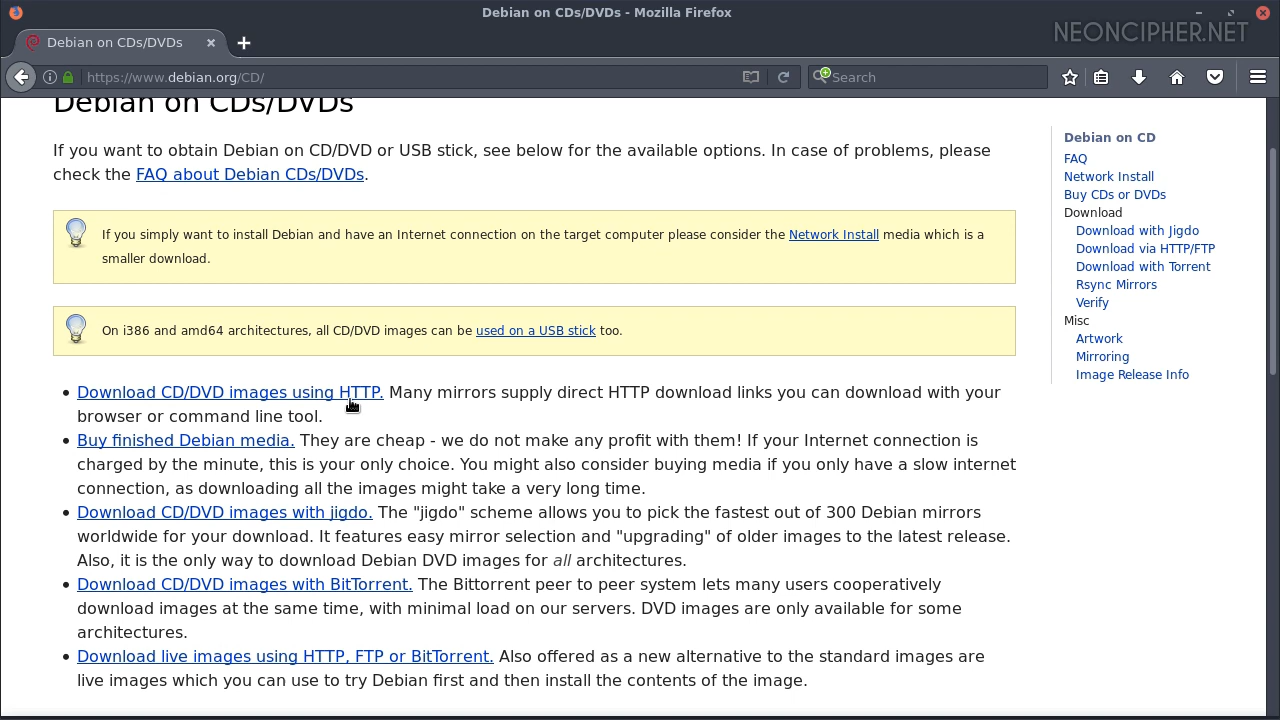 Debian on CDs/DVDs - Mozilla Firefox
Debian on CDs/DVDs
NEONCIPHER.NET
https://www.debian.org/CD/
Search
Debian on CDs/DVDs
If you want to obtain Debian on CD/DVD or USB stick, see below for the available options. In case of problems, please
check the FAQ about Debian CDs/DVDs.
If you simply want to install Debian and have an Internet connection on the target computer please consider the Network Install media which is a
smaller download.
On i386 and amd64 architectures, all CD/DVD images can be used on a USB stick too.
• Download CD/DVD images using HTTP. Many mirrors supply direct HTTP download links you can download with your
browser or command line tool.
• Buy finished Debian media. They are cheap - we do not make any profit with them! If your Internet connection is
charged by the minute, this is your only choice. You might also consider buying media if you only have a slow internet
connection, as downloading all the images might take a very long time.
• Download CD/DVD images with jigdo. The "jigdo" scheme allows you to pick the fastest out of 300 Debian mirrors
worldwide for your download. It features easy mirror selection and "upgrading" of older images to the latest release.
Also, it is the only way to download Debian DVD images for all architectures.
• Download CD/DVD images with BitTorrent. The Bittorrent peer to peer system lets many users cooperatively
download images at the same time, with minimal load on our servers. DVD images are only available for some
architectures.
• Download live images using HTTP, FTP or BitTorrent. Also offered as a new alternative to the standard images are
live images which you can use to try Debian first and then install the contents of the image.
Debian on CD
FAQ
Network Install
Buy CDs or DVDs
Download
Download with Jigdo
Download via HTTP/FTP
Download with Torrent
Rsync Mirrors
Verify
Misc
Artwork
Mirroring
Image Release Info